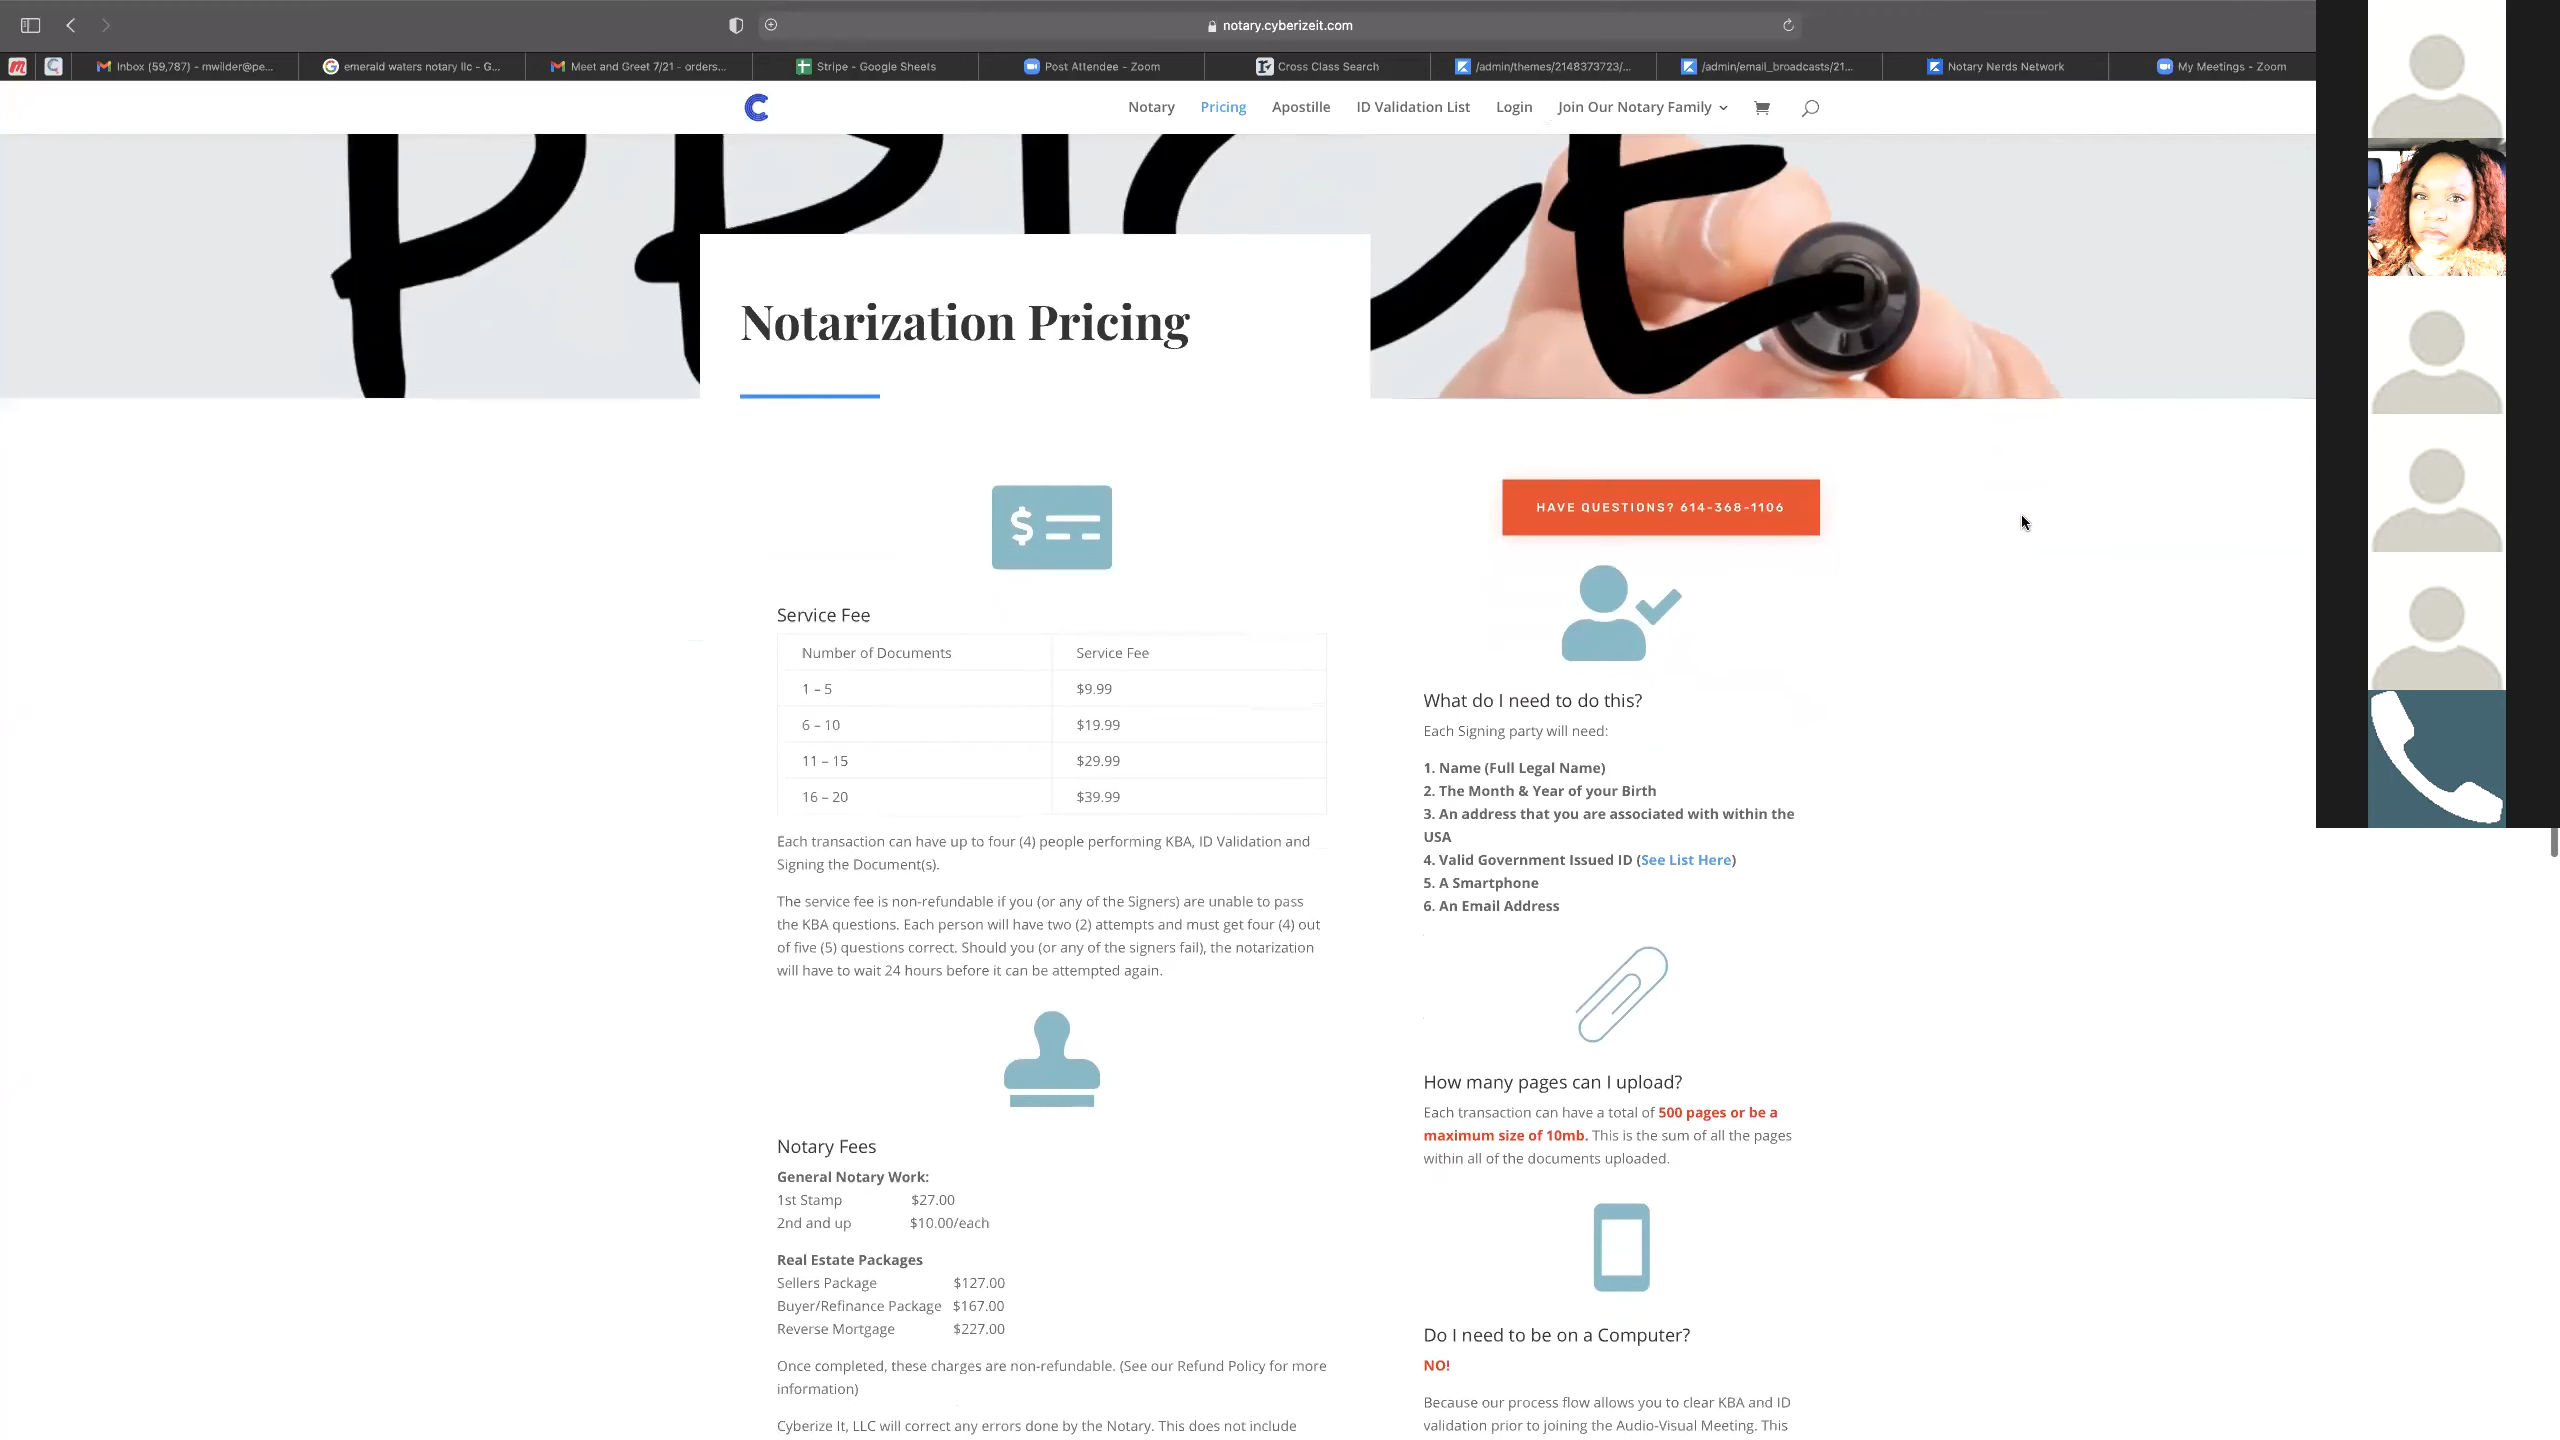 notary.cyberizeit.com
Inbox (59,787) - mwilder@pe...
emerald waters notary llc - G...
Meet and Greet 7/21 - orders...
Stripe - Google Sheets
Post Attendee - Zoom
Cross Class Search
/admin/themes/2148373723/...
/admin/email_broadcasts/21...
Notary Nerds Network
My Meetings - Zoom
Notary
Pricing
Apostille
ID Validation List
Login
Join Our Notary Family
Notarization Pricing
Service Fee
Number of Documents Service Fee
1 – 5 $9.99
6 – 10 $19.99
11 – 15 $29.99
16 – 20 $39.99
Each transaction can have up to four (4) people performing KBA, ID Validation and
Signing the Document(s).
The service fee is non-refundable if you (or any of the Signers) are unable to pass
the KBA questions. Each person will have two (2) attempts and must get four (4) out
of five (5) questions correct. Should you (or any of the signers fail), the notarization
will have to wait 24 hours before it can be attempted again.
Notary Fees
General Notary Work:
1st Stamp $27.00
2nd and up $10.00/each
Real Estate Packages
Sellers Package $127.00
Buyer/Refinance Package $167.00
Reverse Mortgage $227.00
Once completed, these charges are non-refundable. (See our Refund Policy for more
information)
Cyberize It, LLC will correct any errors done by the Notary. This does not include
HAVE QUESTIONS? 614-368-1106
What do I need to do this?
Each Signing party will need:
1. Name (Full Legal Name)
2. The Month & Year of your Birth
3. An address that you are associated with within the
USA
4. Valid Government Issued ID (See List Here)
5. A Smartphone
6. An Email Address
How many pages can I upload?
Each transaction can have a total of 500 pages or be a
maximum size of 10mb. This is the sum of all the pages
within all of the documents uploaded.
Do I need to be on a Computer?
NO!
Because our process flow allows you to clear KBA and ID
validation prior to joining the Audio-Visual Meeting. This